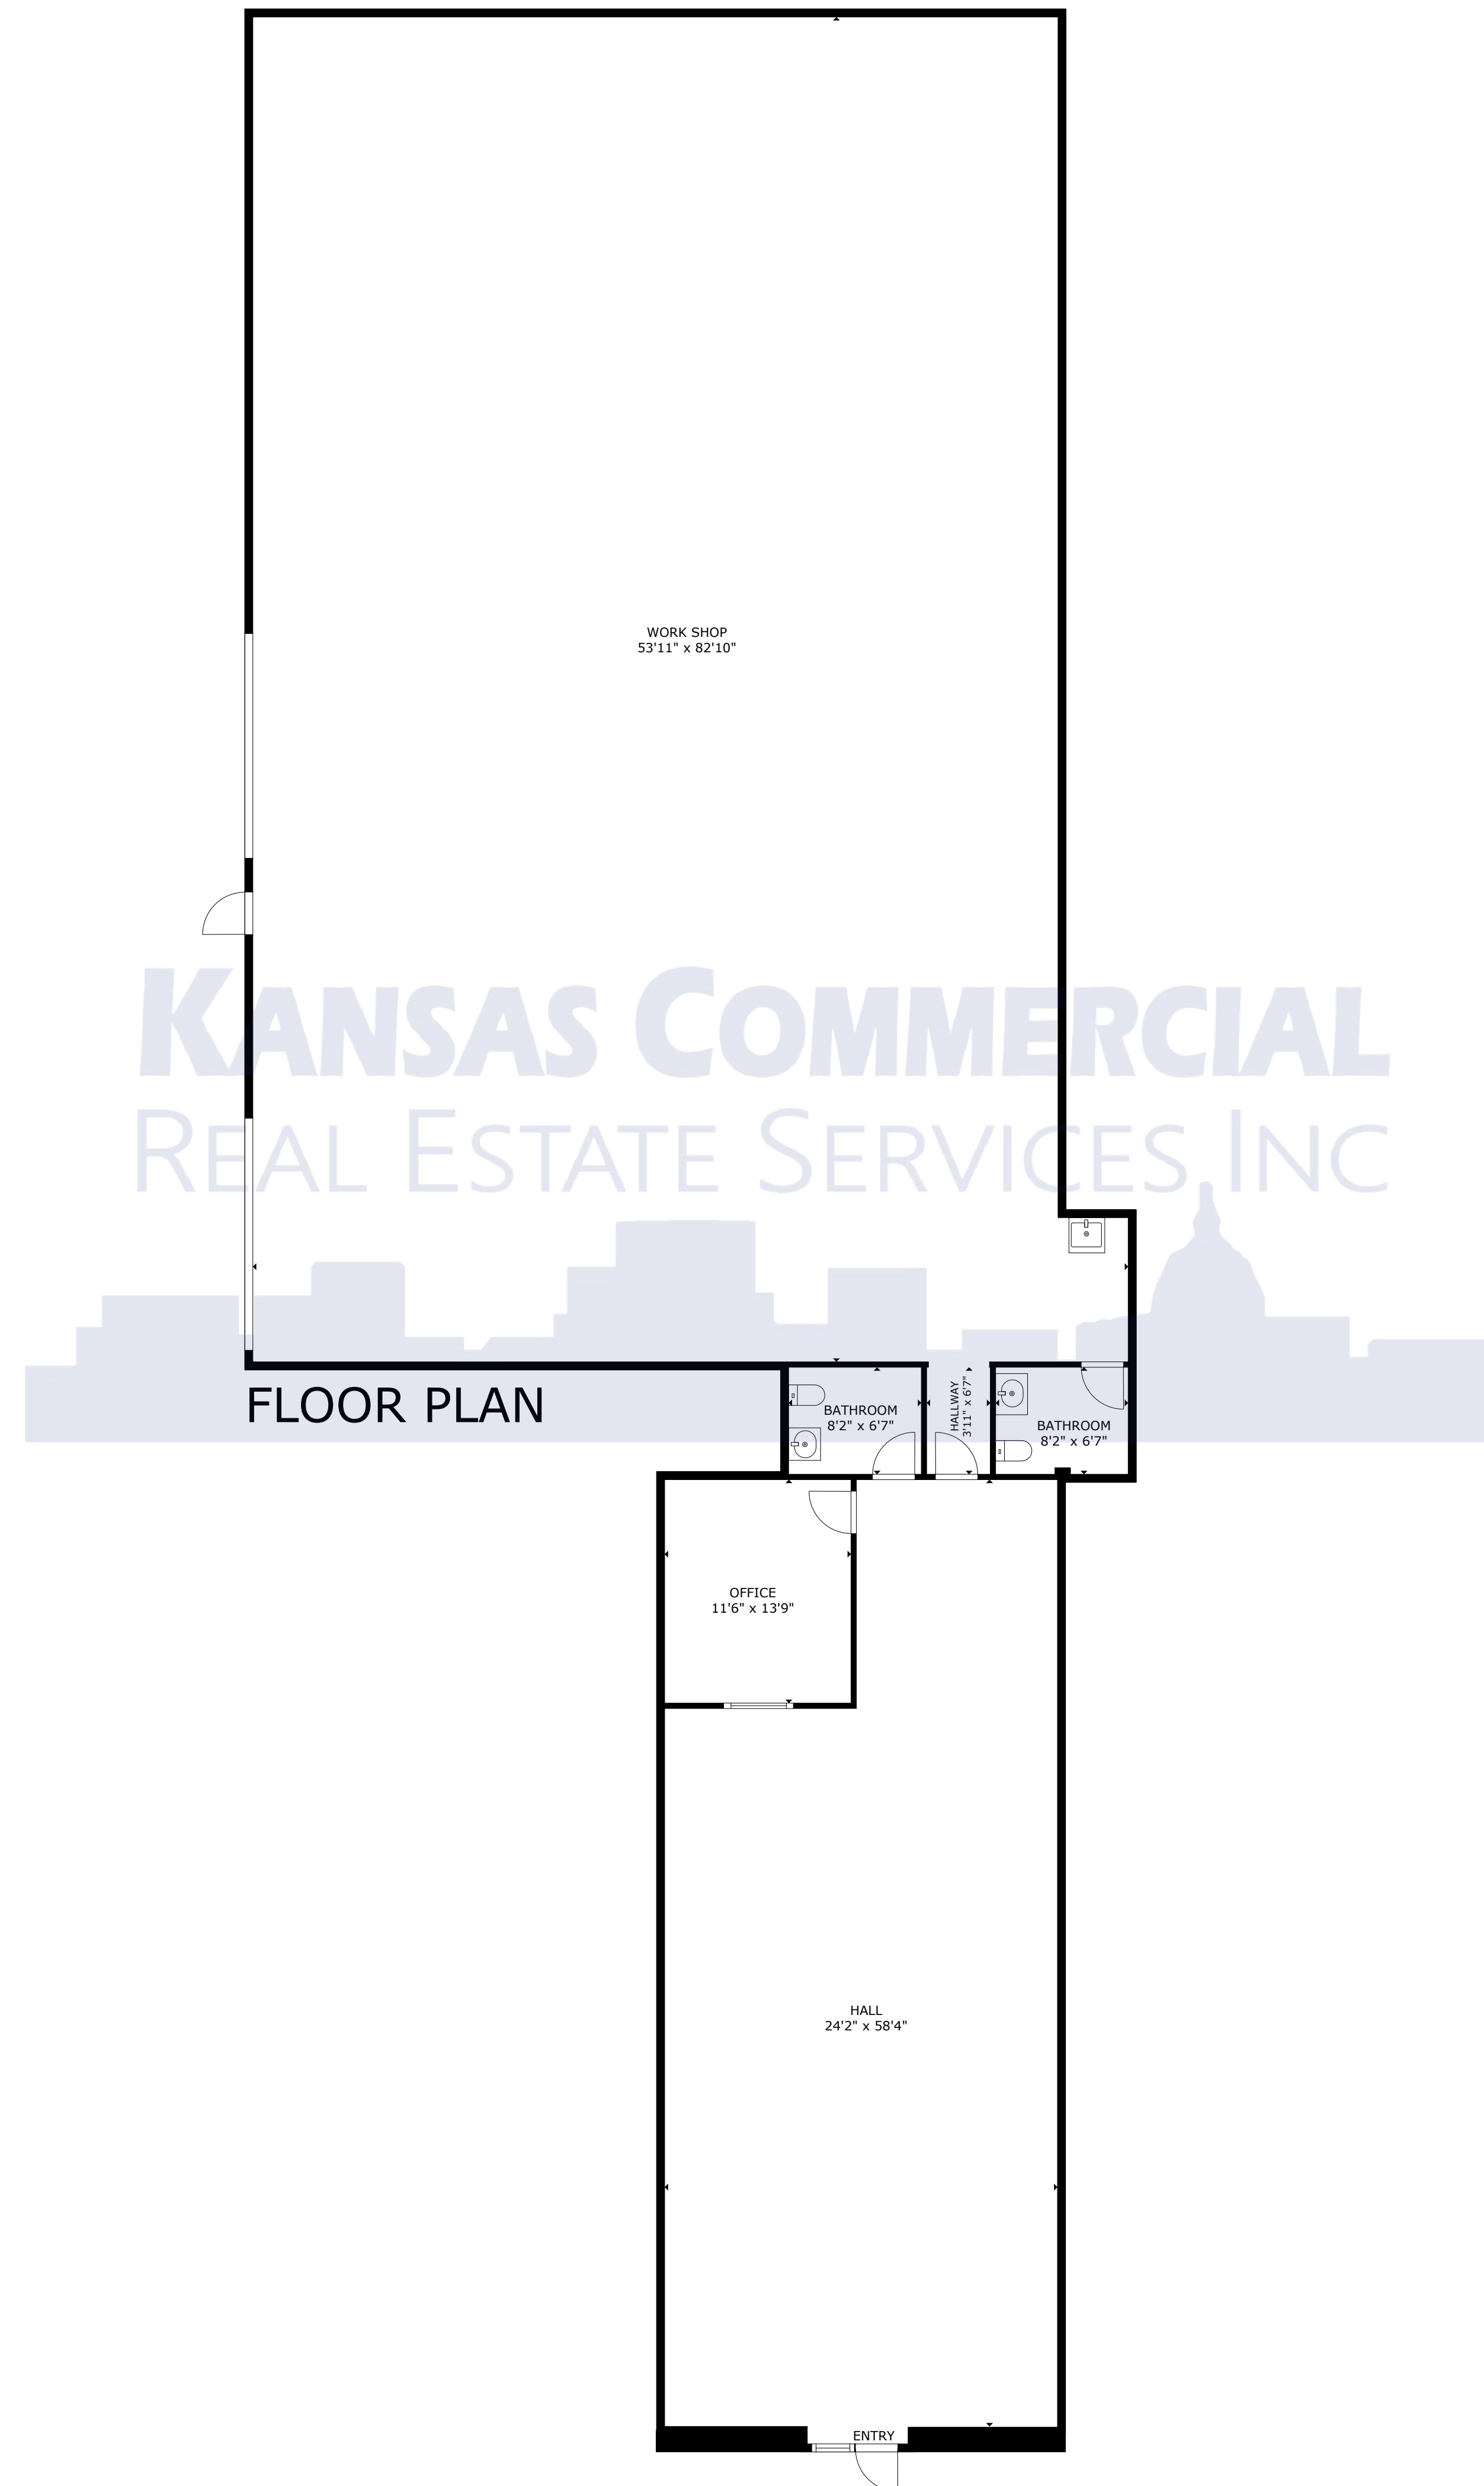 WORK SHOP
53'11" x 82'10"
KANSAS COMMERCIAL
REAL ESTATE SERVICES INC
FLOOR PLAN
BATHROOM
8'2" x 6'7"
HALLWAY
3'11" x 6'7"
BATHROOM
8'2" x 6'7"
OFFICE
11'6" x 13'9"
HALL
24'2" x 58'4"
ENTRY